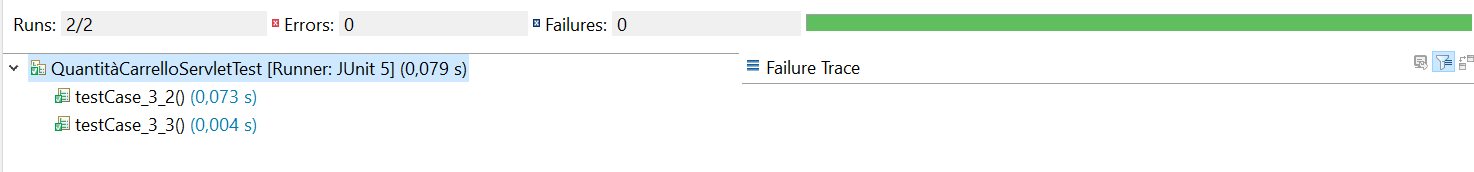 Runs: 2/2 Errors: 0 Failures: 0
QuantitàCarrelloServletTest [Runner: JUnit 5] (0,079 s)
Failure Trace
testCase_3_2() (0,073 s)
testCase_3_3() (0,004 s)